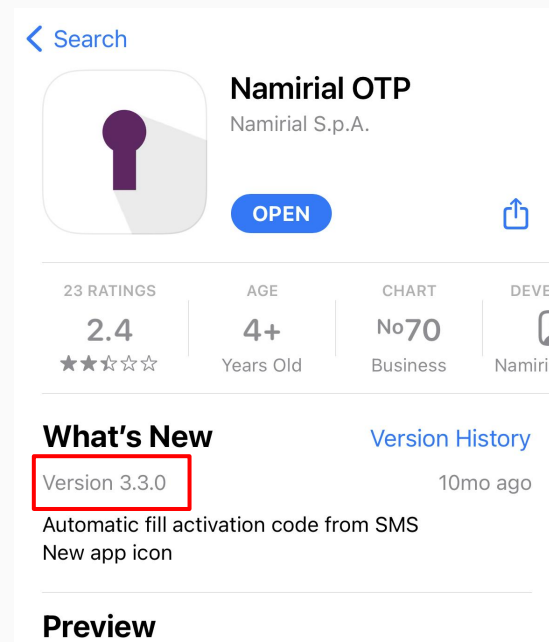 Search
Namirial OTP
Namirial S.p.A.
OPEN
23 RATINGS
2.4
AGE
4+
Years Old
CHART
No70
Business
What's New
Version History
Version 3.3.0
10mo ago
Automatic fill activation code from SMS
New app icon
Preview